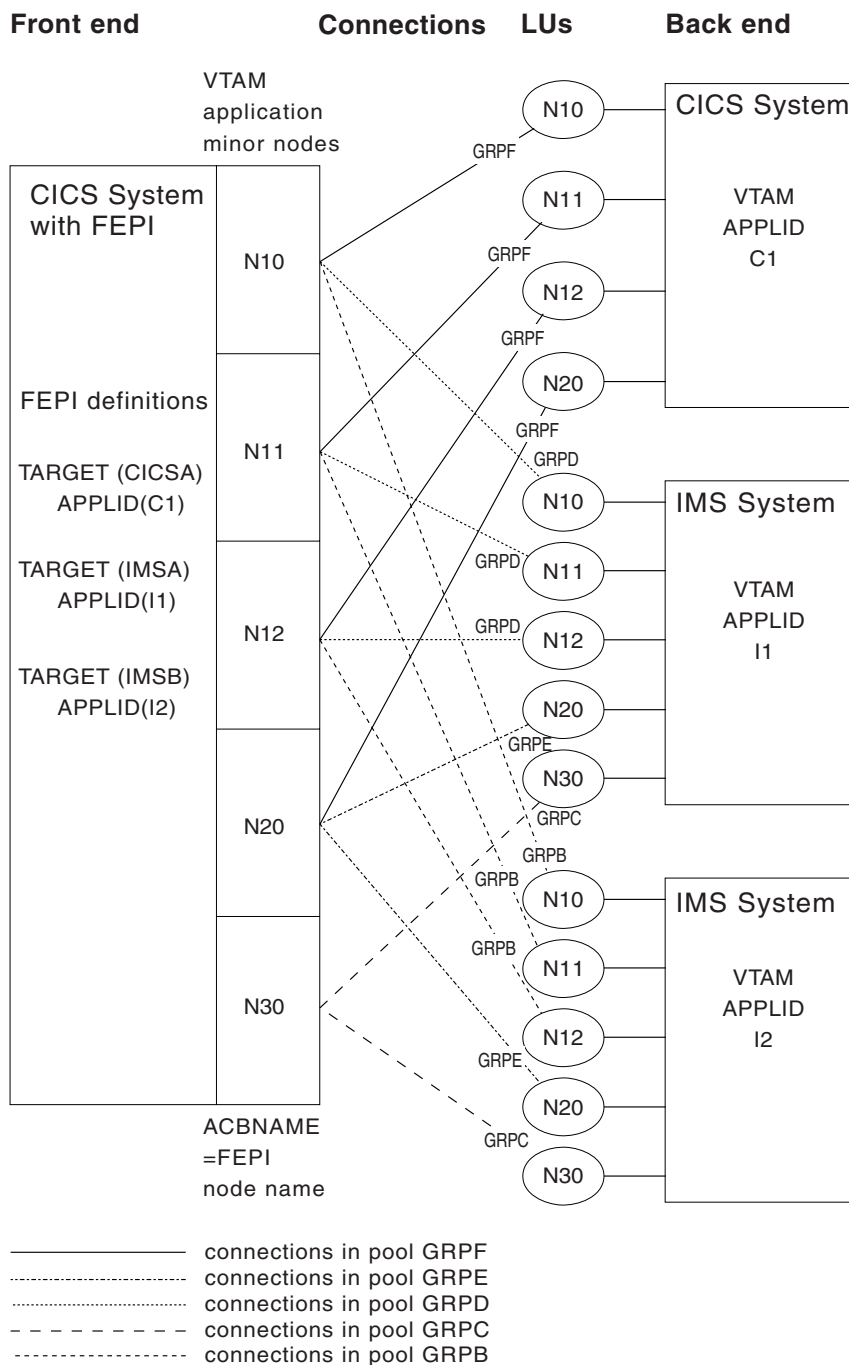 Front end Connections LUs Back end
VTAM
application
minor nodes
CICS System
with FEPI
FEPI definitions
TARGET (CICSA)
APPLID(C1)
TARGET (IMSA)
APPLID(I1)
TARGET (IMSB)
APPLID(I2)
N10
N11
N12
N20
N30
ACBNAME
=FEPI
node name
GRPF
GRPF
GRPF
GRPF
GRPD
GRPD
GRPD
GRPE
GRPC
GRPB
GRPB
GRPB
GRPE
GRPC
N10
N11
N12
N20
CICS System
VTAM
APPLID
C1
N10
N11
N12
N20
N30
IMS System
VTAM
APPLID
I1
N10
N11
N12
N20
N30
IMS System
VTAM
APPLID
I2
connections in pool GRPF
connections in pool GRPE
connections in pool GRPD
connections in pool GRPC
connections in pool GRPB